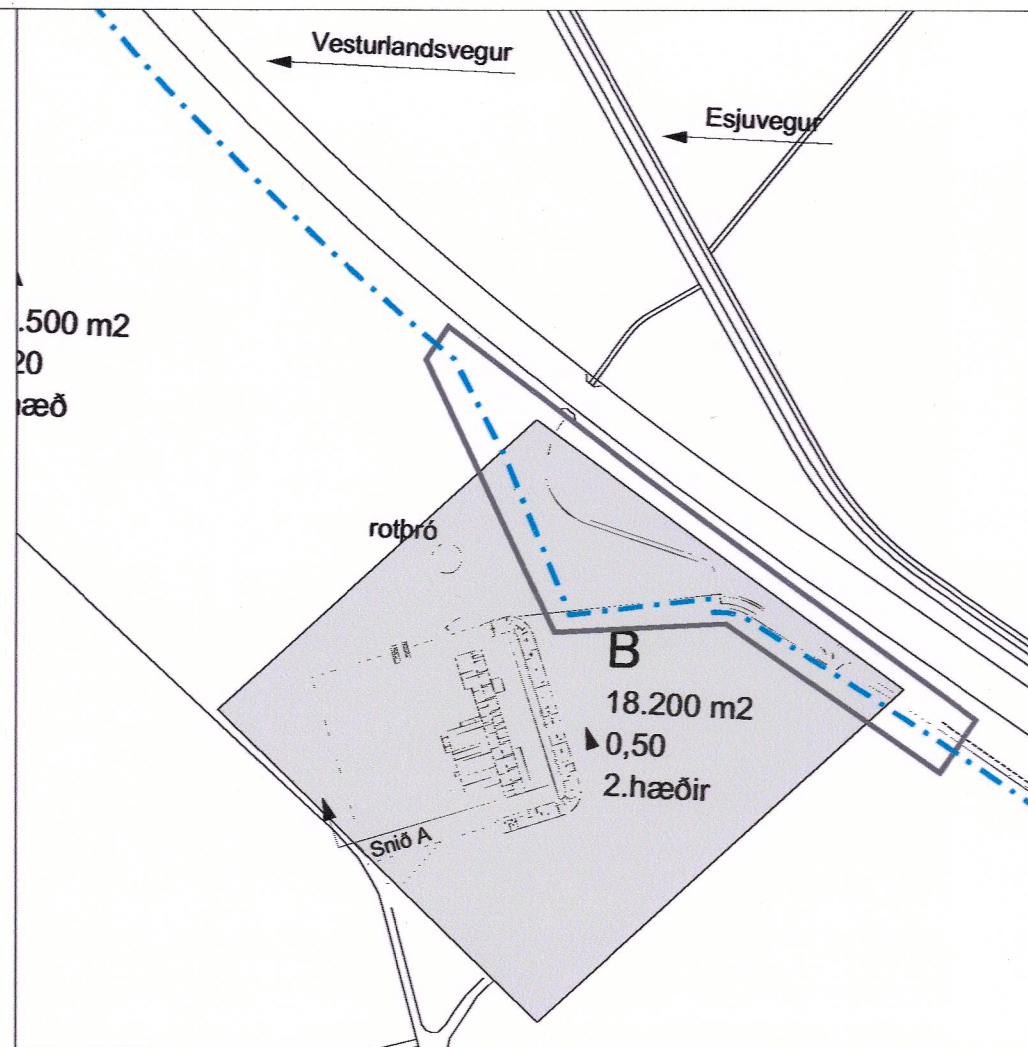 Vesturlandsvegur
Esjuvegur
.500 m2
20
hæð
rotþró
B
18.200 m2
0,50
2.hæðir
Snið A